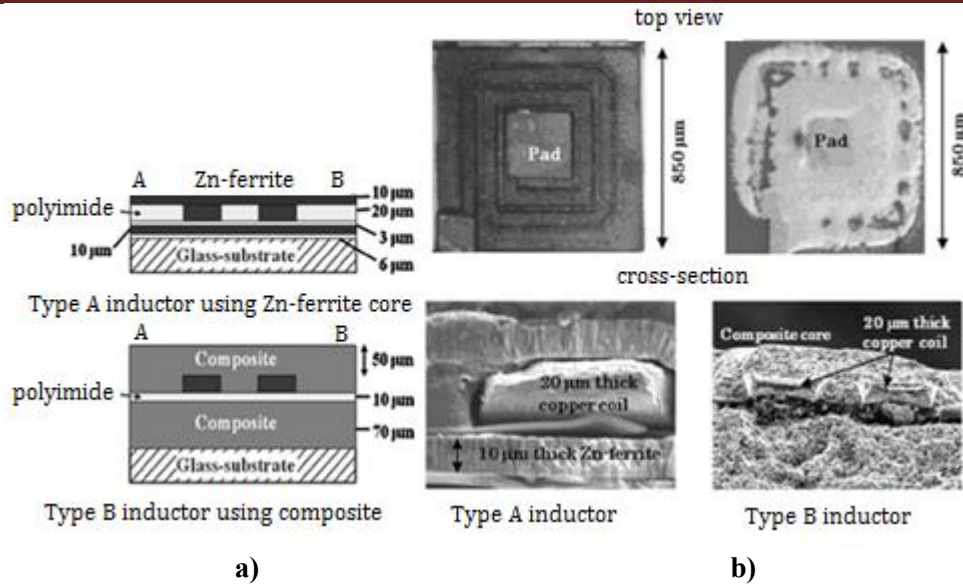 top view
Pad
850 µm
Pad
850 µm
A Zn-ferrite B
polyimide
10 µm
20 µm
3 µm
10 µm
6 µm
Glass-substrate
Type A inductor using Zn-ferrite core
cross-section
A B
Composite
50 µm
polyimide
10 µm
Composite
70 µm
Glass-substrate
Type B inductor using composite
20 µm thick
copper coil
10 µm thick Zn-ferrite
Type A inductor
Composite core
20 µm thick
copper coil
Type B inductor
a)
b)